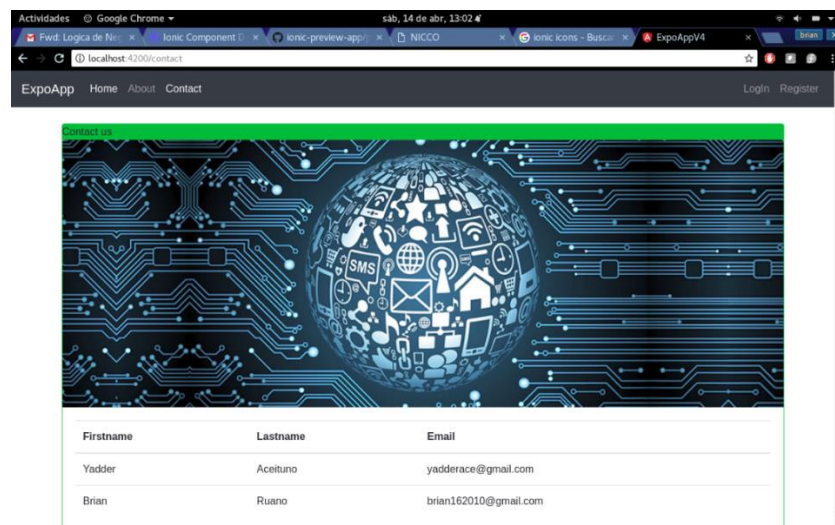 Actividades Google Chrome sáb, 14 de abr, 13:02
Fwd: Logica de Neg Ionic Component D ionic-preview-app/ NICCO ionic icons - Buscar ExpoAppV4 brian
localhost:4200/contact
ExpoApp Home About Contact LogIn Register
Contact us
SMS
Firstname Lastname Email
Yadder Aceituno yadderace@gmail.com
Brian Ruano brian162010@gmail.com